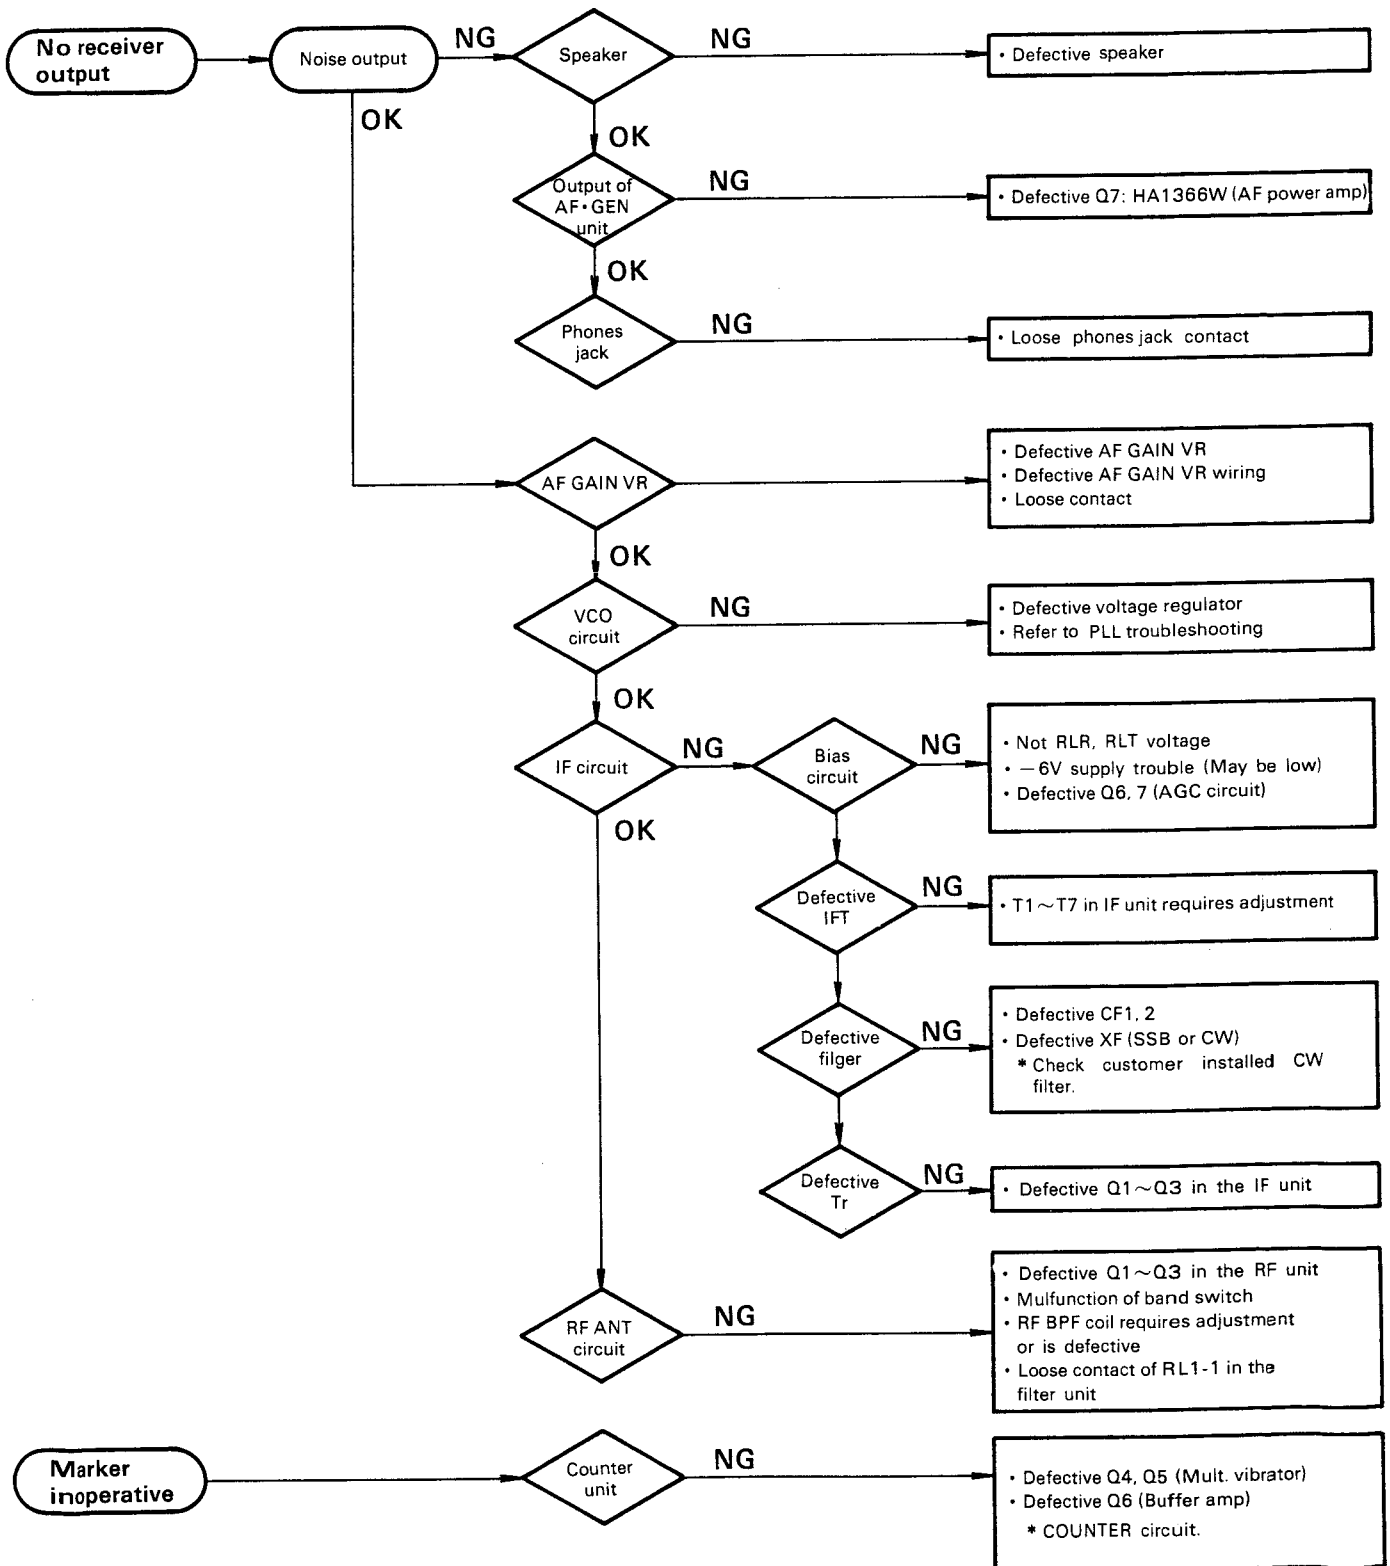 No receiver
output
Noise output
NG
Speaker
NG
• Defective speaker
OK
OK
Output of
AF•GEN
unit
NG
• Defective Q7: HA1366W (AF power amp)
OK
Phones
jack
NG
• Loose phones jack contact
AF GAIN VR
• Defective AF GAIN VR
• Defective AF GAIN VR wiring
• Loose contact
OK
VCO
circuit
NG
• Defective voltage regulator
• Refer to PLL troubleshooting
OK
IF circuit
NG
Bias
circuit
NG
• Not RLR, RLT voltage
• −6V supply trouble (May be low)
• Defective Q6, 7 (AGC circuit)
OK
Defective
IFT
NG
• T1～T7 in IF unit requires adjustment
Defective
filger
NG
• Defective CF1, 2
• Defective XF (SSB or CW)
* Check customer installed CW
filter.
Defective
Tr
NG
• Defective Q1～Q3 in the IF unit
RF ANT
circuit
NG
• Defective Q1～Q3 in the RF unit
• Mulfunction of band switch
• RF BPF coil requires adjustment
or is defective
• Loose contact of RL1-1 in the
filter unit
Marker
inoperative
Counter
unit
NG
• Defective Q4, Q5 (Mult. vibrator)
• Defective Q6 (Buffer amp)
* COUNTER circuit.